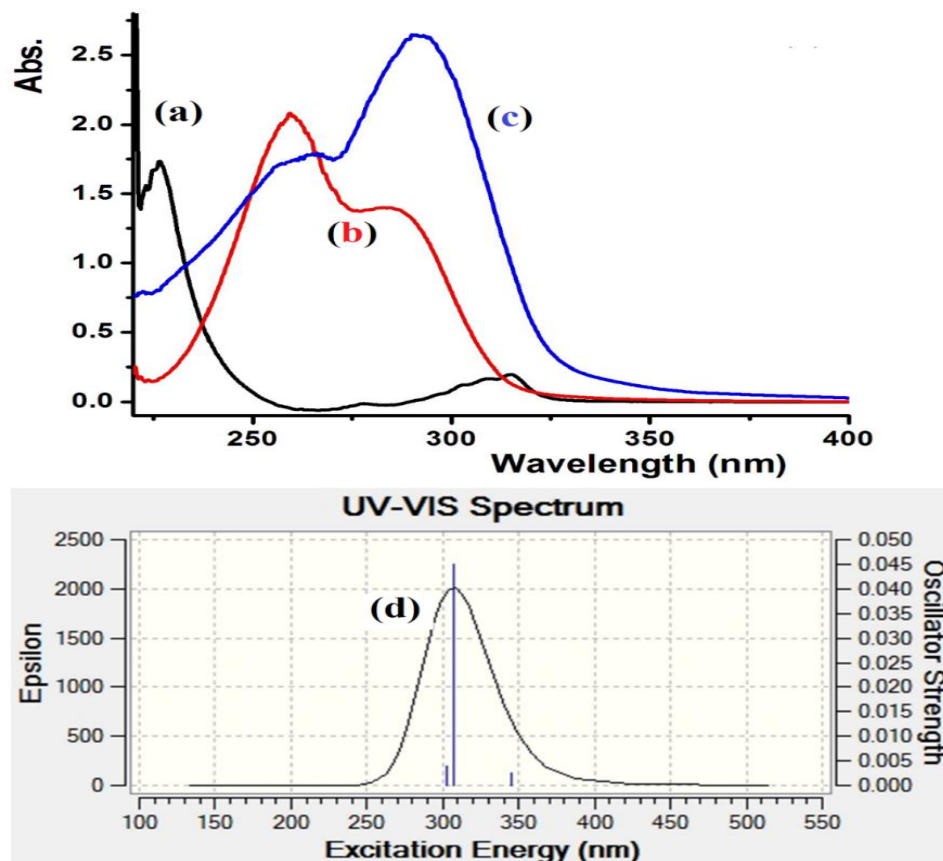 Abs.
2.5
2.0
1.5
1.0
0.5
0.0
(a)
(b)
(c)
250 300 350 400
Wavelength (nm)
UV-VIS Spectrum
Epsilon
2500
2000
1500
1000
500
0
(d)
0.050
0.045
0.040
0.035
0.030
0.025
0.020
0.015
0.010
0.005
0.000
Oscillator Strength
100 150 200 250 300 350 400 450 500 550
Excitation Energy (nm)